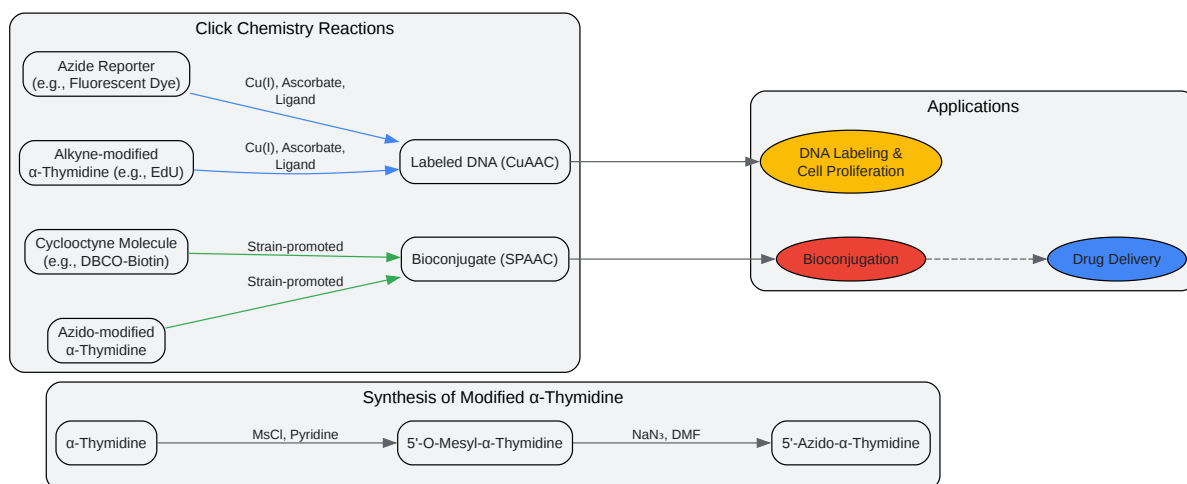 Click Chemistry Reactions
Azide Reporter
(e.g., Fluorescent Dye)
Cu(I), Ascorbate,
Ligand
Alkyne-modified
α-Thymidine (e.g., EdU)
Cu(I), Ascorbate,
Ligand
Labeled DNA (CuAAC)
Cyclooctyne Molecule
(e.g., DBCO-Biotin)
Strain-promoted
Bioconjugate (SPAAC)
Strain-promoted
Azido-modified
α-Thymidine
Applications
DNA Labeling &
Cell Proliferation
Bioconjugation
Drug Delivery
Synthesis of Modified α-Thymidine
α-Thymidine
MsCl, Pyridine
5'-O-Mesyl-α-Thymidine
NaN₃, DMF
5'-Azido-α-Thymidine